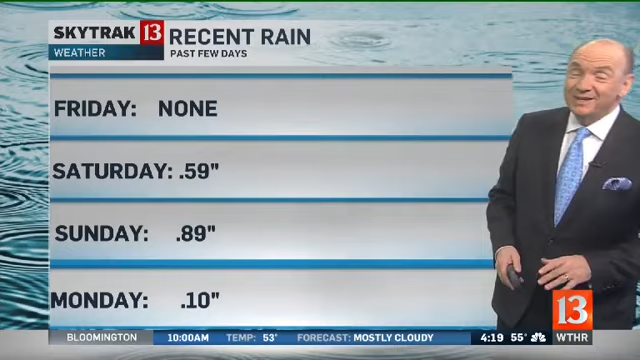 SKYTRAK 13
WEATHER
RECENT RAIN
PAST FEW DAYS
FRIDAY: NONE
SATURDAY: .59"
SUNDAY: .89"
MONDAY: .10"
13
BLOOMINGTON 10:00AM TEMP: 53° FORECAST: MOSTLY CLOUDY 4:19 55° WTHR